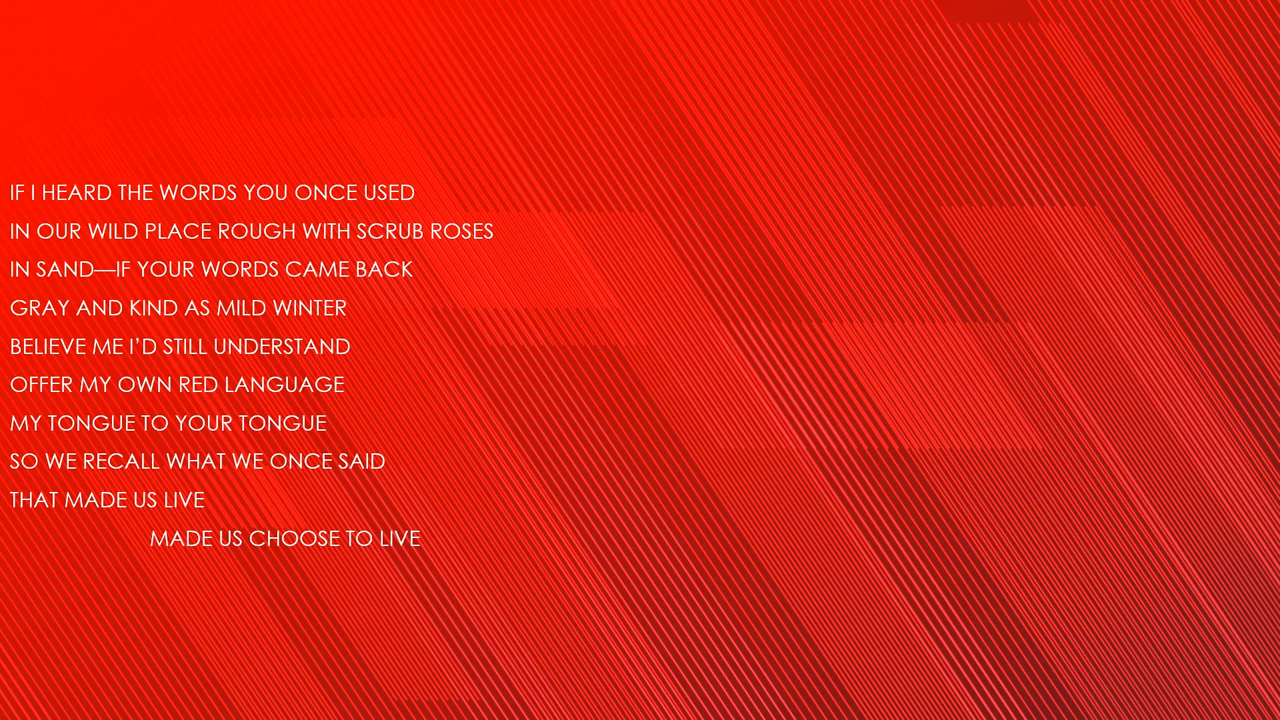 IF I HEARD THE WORDS YOU ONCE USED
IN OUR WILD PLACE ROUGH WITH SCRUB ROSES
IN SAND—IF YOUR WORDS CAME BACK
GRAY AND KIND AS MILD WINTER
BELIEVE ME I’D STILL UNDERSTAND
OFFER MY OWN RED LANGUAGE
MY TONGUE TO YOUR TONGUE
SO WE RECALL WHAT WE ONCE SAID
THAT MADE US LIVE
MADE US CHOOSE TO LIVE